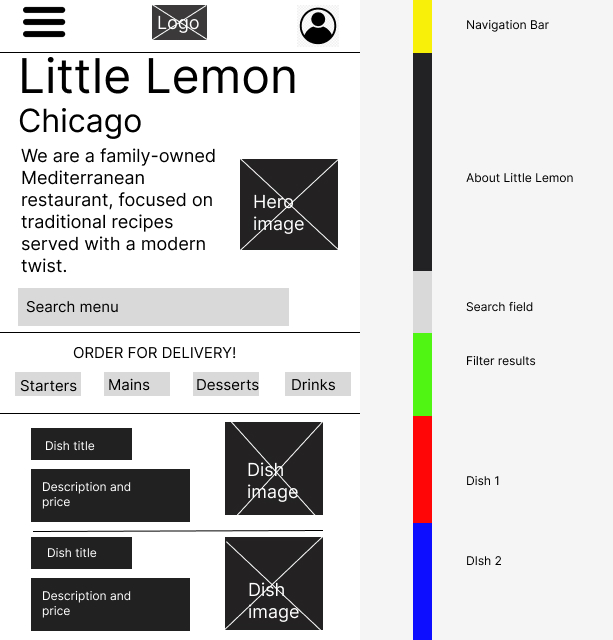 Logo
Little Lemon
Chicago
We are a family-owned
Mediterranean
restaurant, focused on
traditional recipes
served with a modern
twist.
Hero
image
Search menu
ORDER FOR DELIVERY!
Starters Mains Desserts Drinks
Dish title
Description and
price
Dish
image
Dish title
Description and
price
Dish
image
Navigation Bar
About Little Lemon
Search field
Filter results
Dish 1
DIsh 2